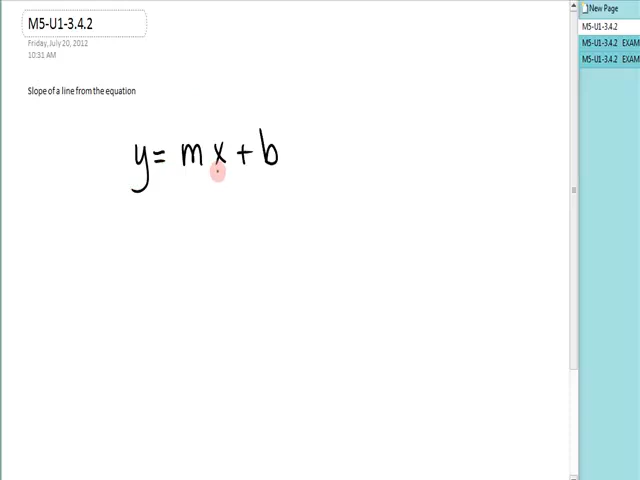 M5-U1-3.4.2
Friday, July 20, 2012
10:31 AM
Slope of a line from the equation
y = mx + b
New Page
M5-U1-3.4.2
M5-U1-3.4.2 EXAM
M5-U1-3.4.2 EXAM